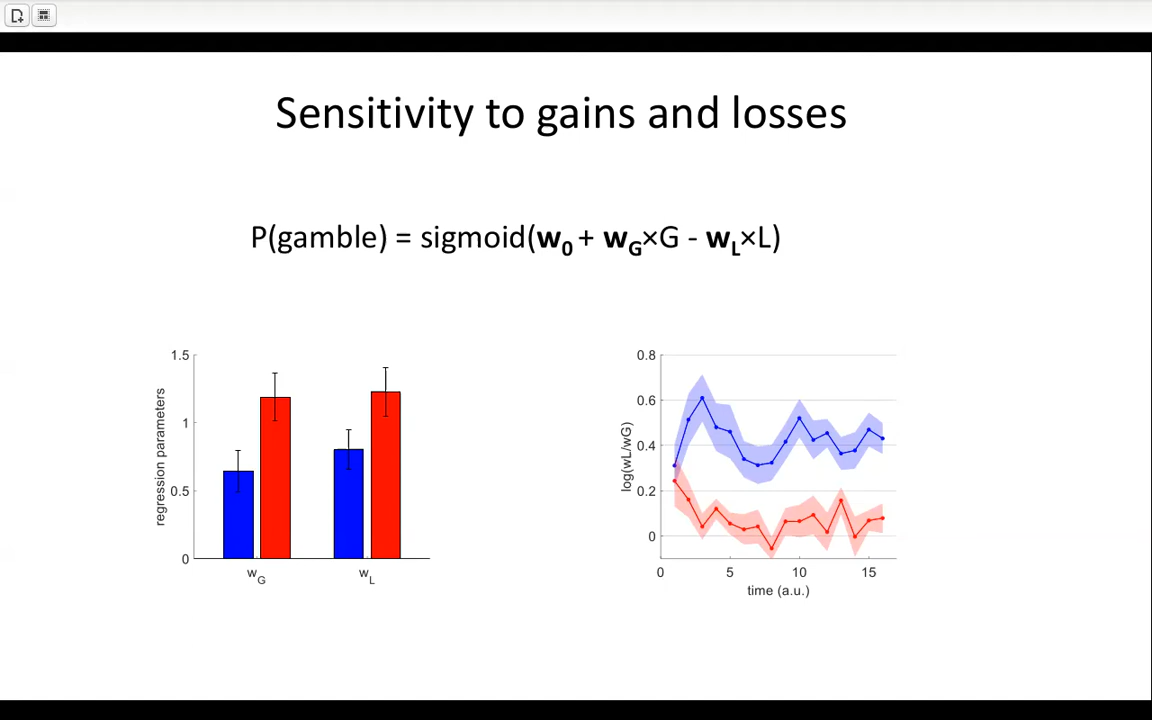 Sensitivity to gains and losses
P(gamble) = sigmoid(w0 + wG×G - wL×L)
1.5
1
0.5
0
regression parameters
wG
wL
0.8
0.6
0.4
0.2
0
log(wL/wG)
0
5
10
15
time (a.u.)